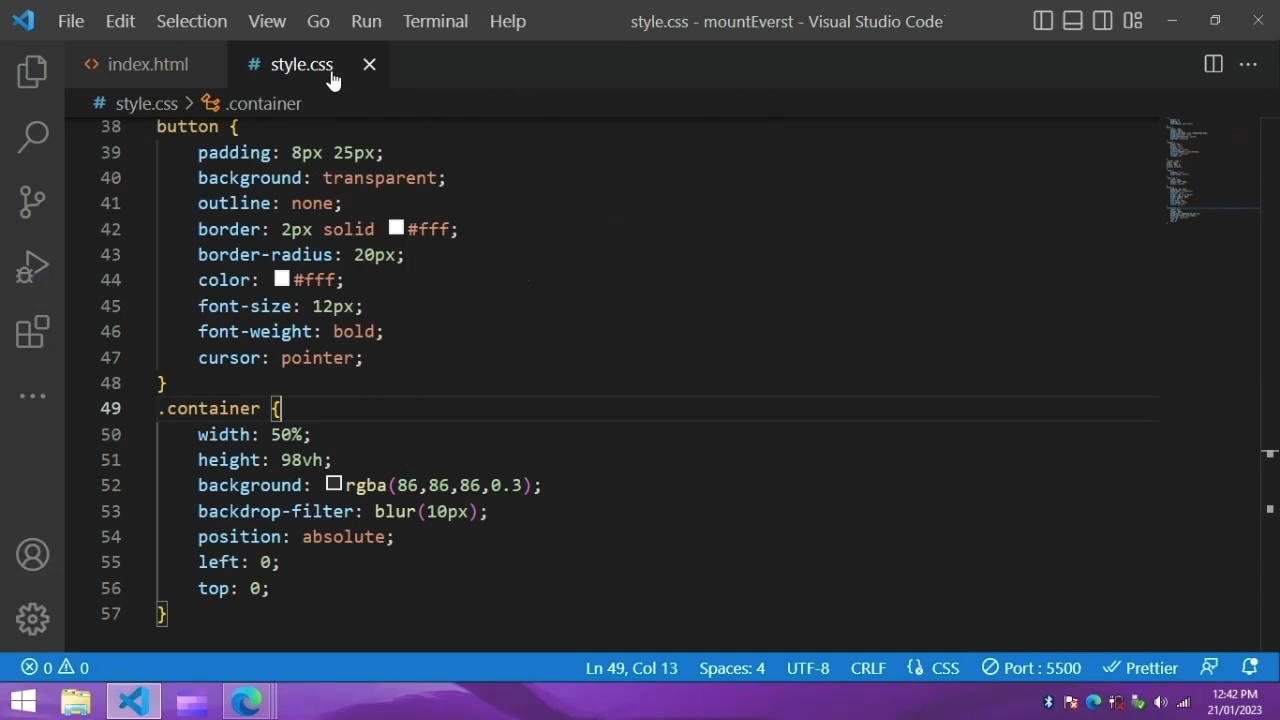 File Edit Selection View Go Run Terminal Help style.css - mountEverst - Visual Studio Code
<> index.html # style.css
# style.css > .container
38 button {
39 padding: 8px 25px;
40 background: transparent;
41 outline: none;
42 border: 2px solid #fff;
43 border-radius: 20px;
44 color: #fff;
45 font-size: 12px;
46 font-weight: bold;
47 cursor: pointer;
48 }
49 .container {
50 width: 50%;
51 height: 98vh;
52 background: rgba(86,86,86,0.3);
53 backdrop-filter: blur(10px);
54 position: absolute;
55 left: 0;
56 top: 0;
57 }
0 0 Ln 49, Col 13 Spaces: 4 UTF-8 CRLF {} CSS Port : 5500 Prettier
12:42 PM
21/01/2023